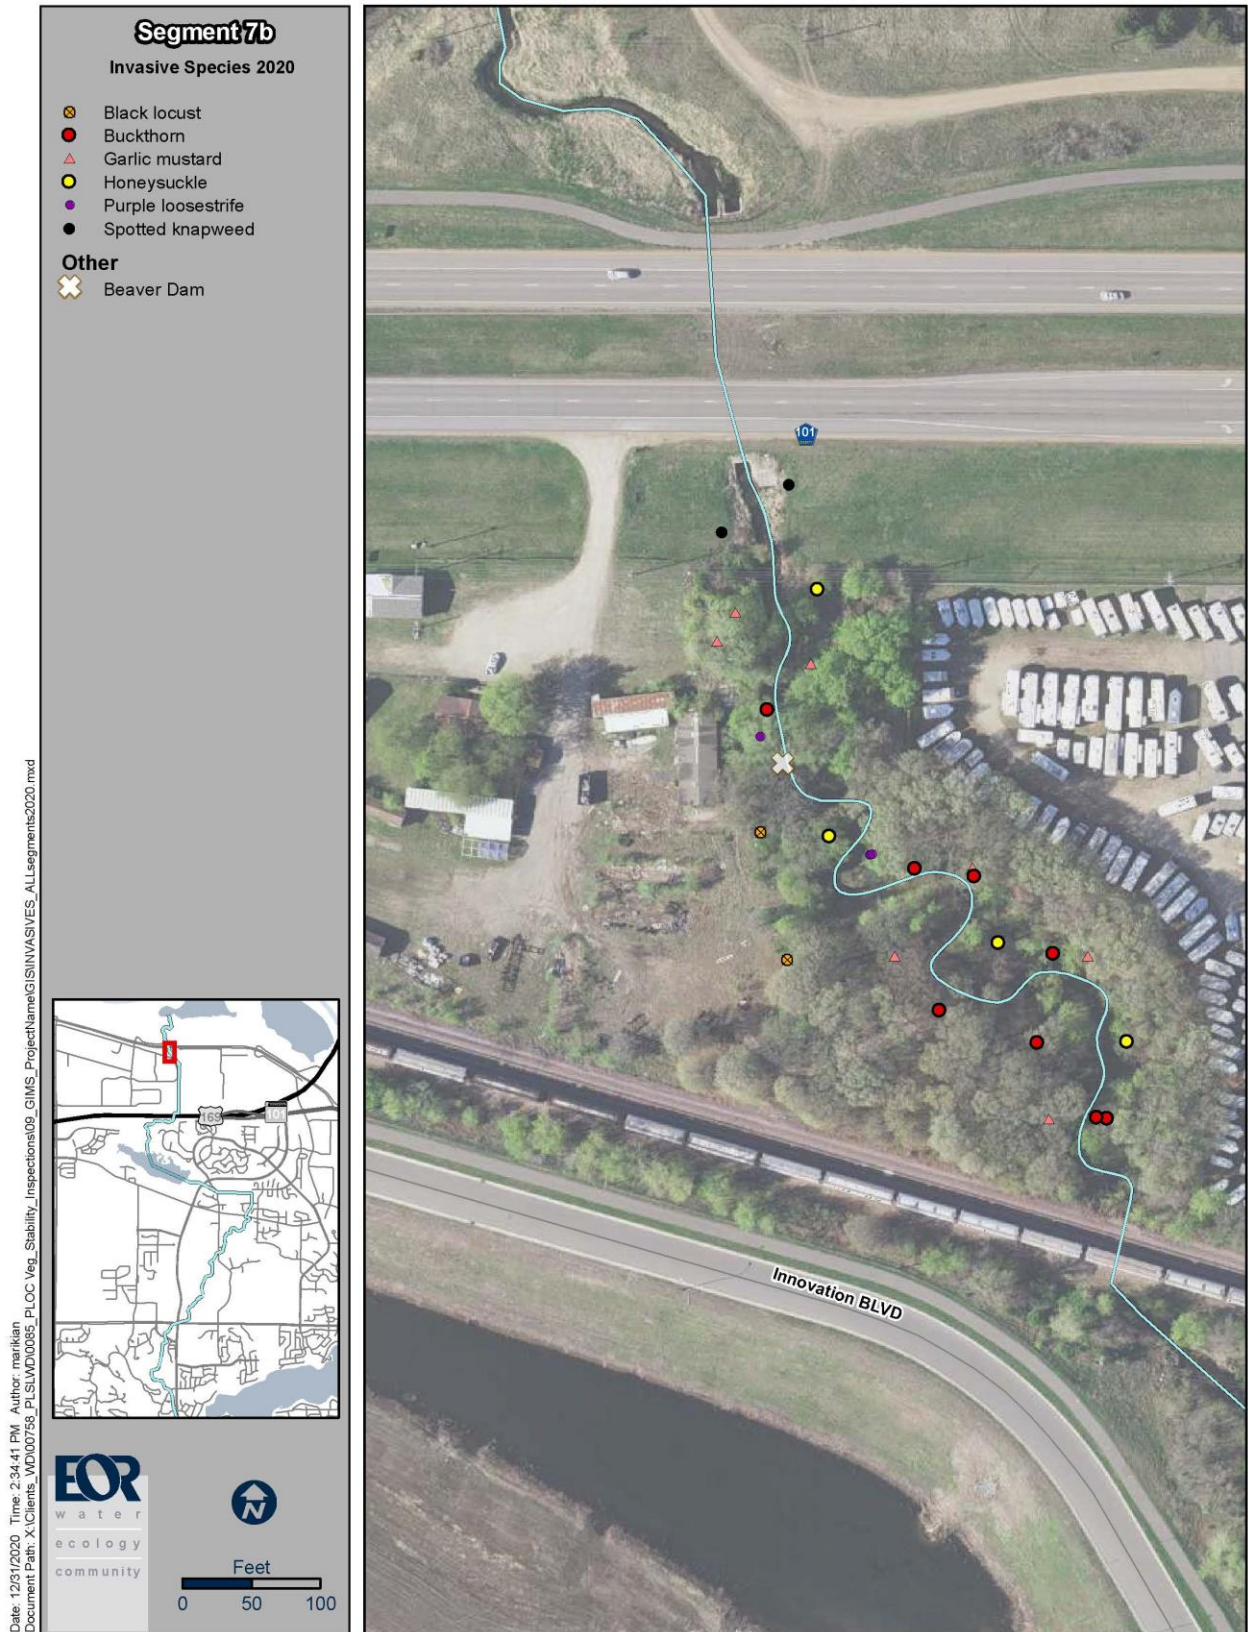 Segment 7b
Invasive Species 2020
Black locust
Buckthorn
Garlic mustard
Honeysuckle
Purple loosestrife
Spotted knapweed
Other
Beaver Dam
169
101
EOR
water
ecology
community
N
Feet
0 50 100
Date: 12/31/2020 Time: 2:34:41 PM Author: marikian
Document Path: X:\Clients_WD\00758_PLSLWD\0085_PLOC Veg_Stability_Inspections\09_GIMS_ProjectName\GIS\INVASIVES_ALLsegments2020.mxd
101
Innovation BLVD